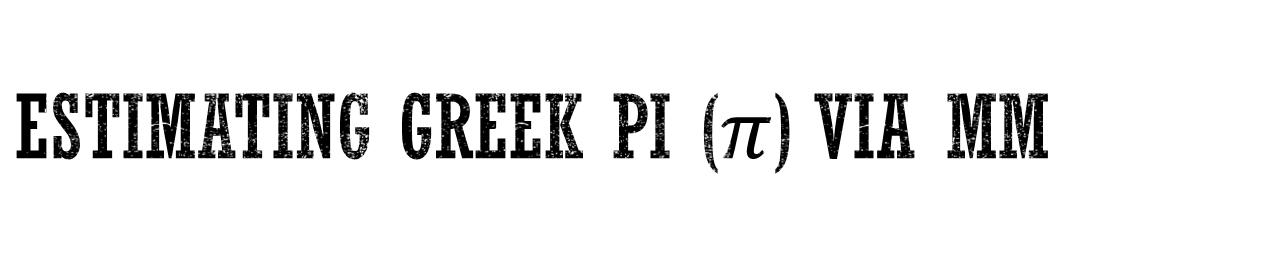 ESTIMATING GREEK PI (π) VIA MM